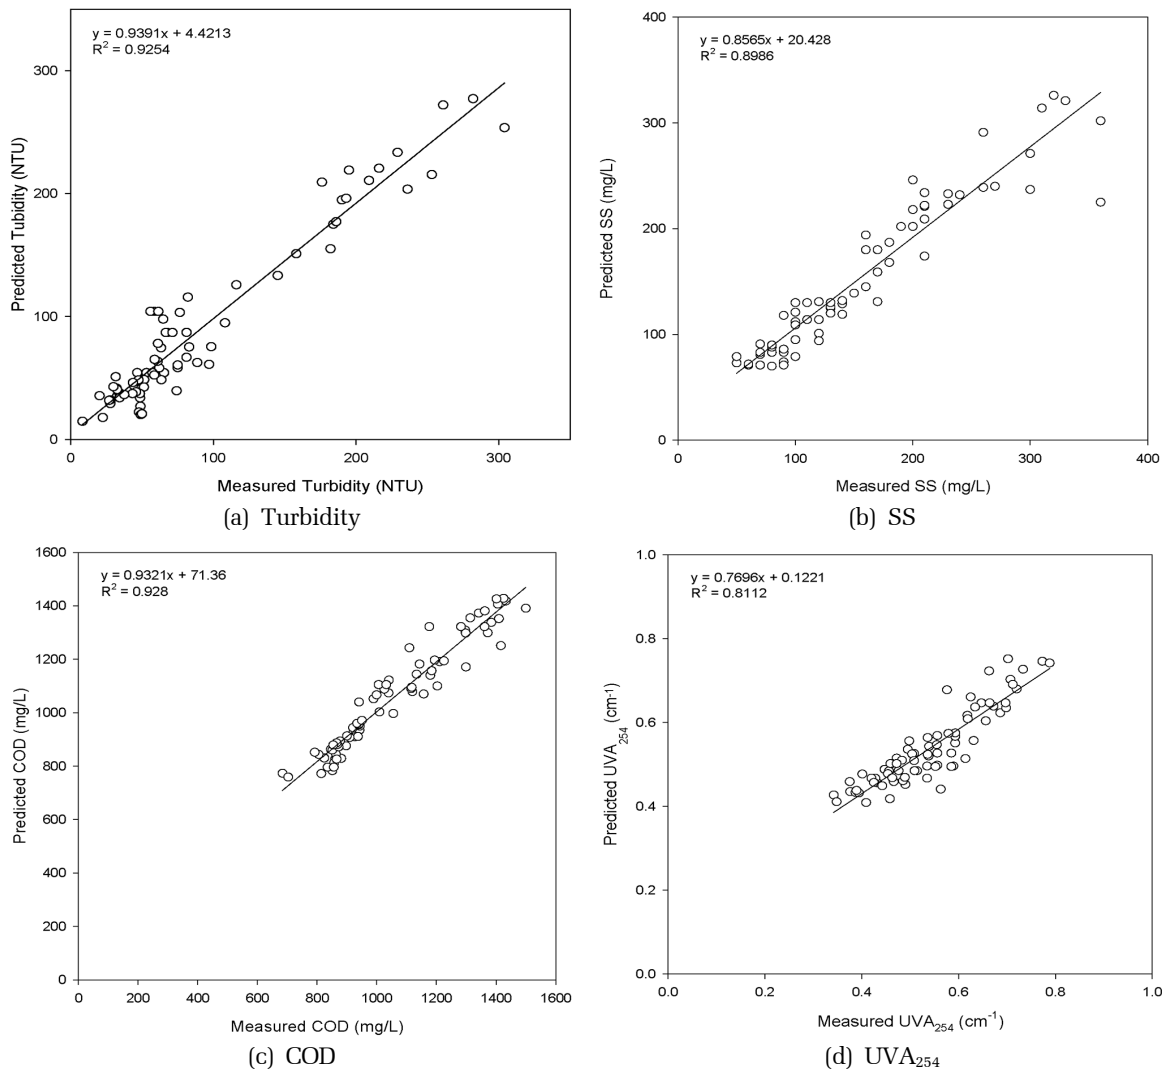 y = 0.9391x + 4.4213
R² = 0.9254
300
200
100
0
0 100 200 300
Predicted Tubidity (NTU)
Measured Turbidity (NTU)
(a) Turbidity
y = 0.8565x + 20.428
R² = 0.8986
400
300
200
100
0
0 100 200 300 400
Predicted SS (mg/L)
Measured SS (mg/L)
(b) SS
y = 0.9321x + 71.36
R² = 0.928
1600
1400
1200
1000
800
600
400
200
0
0 200 400 600 800 1000 1200 1400 1600
Predicted COD (mg/L)
Measured COD (mg/L)
(c) COD
y = 0.7696x + 0.1221
R² = 0.8112
1.0
0.8
0.6
0.4
0.2
0.0
0.0 0.2 0.4 0.6 0.8 1.0
Predicted UVA₂₅₄ (cm⁻¹)
Measured UVA₂₅₄ (cm⁻¹)
(d) UVA₂₅₄